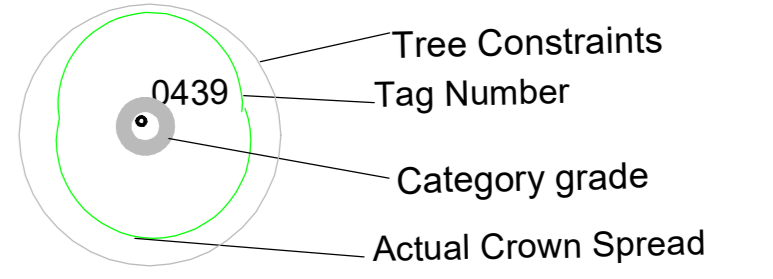 Tree Constraints
0439
Tag Number
Category grade
Actual Crown Spread